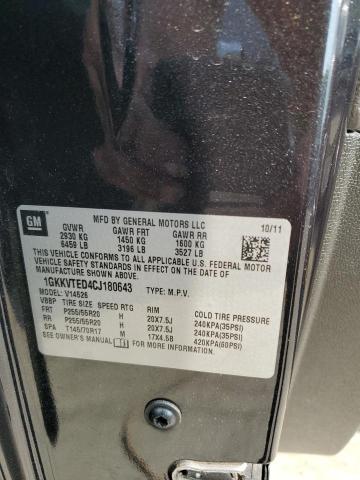 GM
MFD BY GENERAL MOTORS LLC
10/11
GVWR GAWR FRT GAWR RR
2930 KG 1450 KG 1600 KG
6459 LB 3196 LB 3527 LB
THIS VEHICLE CONFORMS TO ALL APPLICABLE U.S. FEDERAL MOTOR
VEHICLE SAFETY STANDARDS IN EFFECT ON THE DATE OF
MANUFACTURE SHOWN ABOVE.
1GKKVTED4CJ180643 TYPE: M.P.V.
MODEL: V14526
VBBP TIRE SIZE SPEED RTG RIM COLD TIRE PRESSURE
FRT P255/55R20 H 20X7.5J 240KPA(35PSI)
RR P255/55R20 H 20X7.5J 240KPA(35PSI)
SPA T145/70R17 M 17X4.5B 420KPA(60PSI)
SEE OWNER'S MANUAL FOR ADDITIONAL INFORMATION